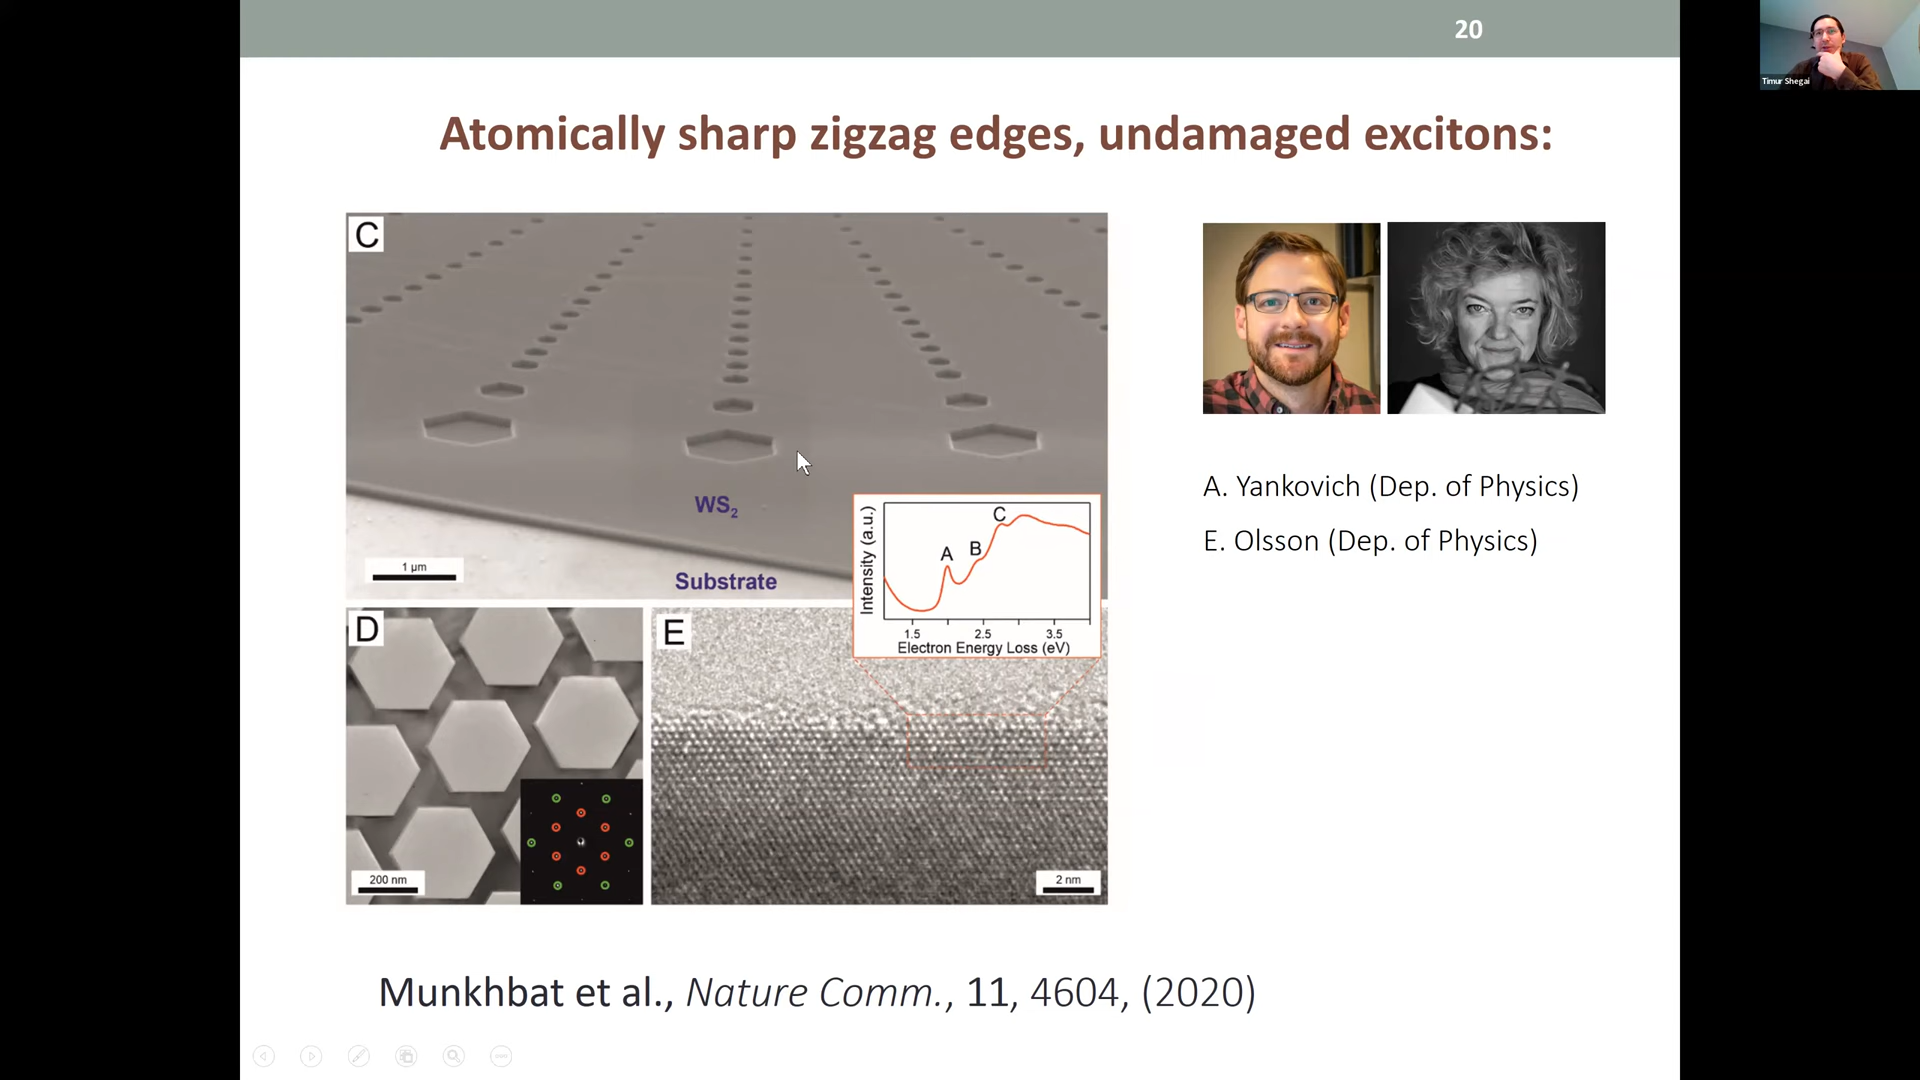 20
Timur Shegai
Atomically sharp zigzag edges, undamaged excitons:
C
WS2
Substrate
1 µm
Intensity (a.u.)
A
B
C
1.5 2.5 3.5
Electron Energy Loss (eV)
D
200 nm
E
2 nm
A. Yankovich (Dep. of Physics)
E. Olsson (Dep. of Physics)
Munkhbat et al., Nature Comm., 11, 4604, (2020)